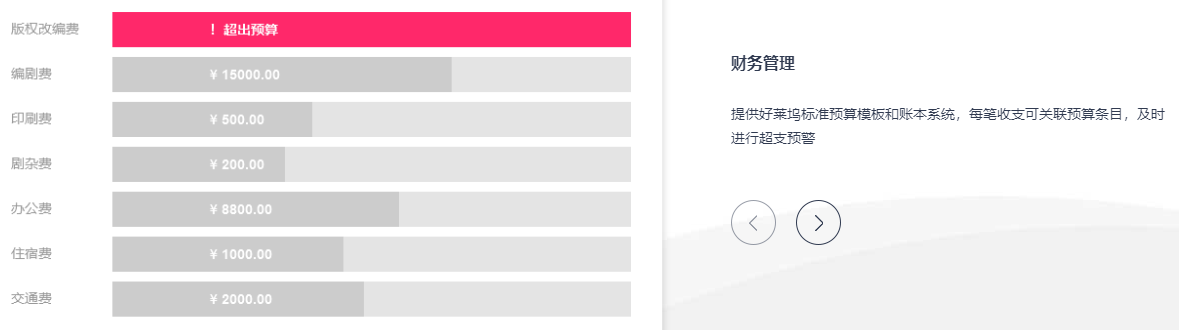 版权改编费
！超出预算
编剧费
¥ 15000.00
印刷费
¥ 500.00
剧杂费
¥ 200.00
办公费
¥ 8800.00
住宿费
¥ 1000.00
交通费
¥ 2000.00
财务管理
提供好莱坞标准预算模板和账本系统，每笔收支可关联预算条目，及时
进行超支预警